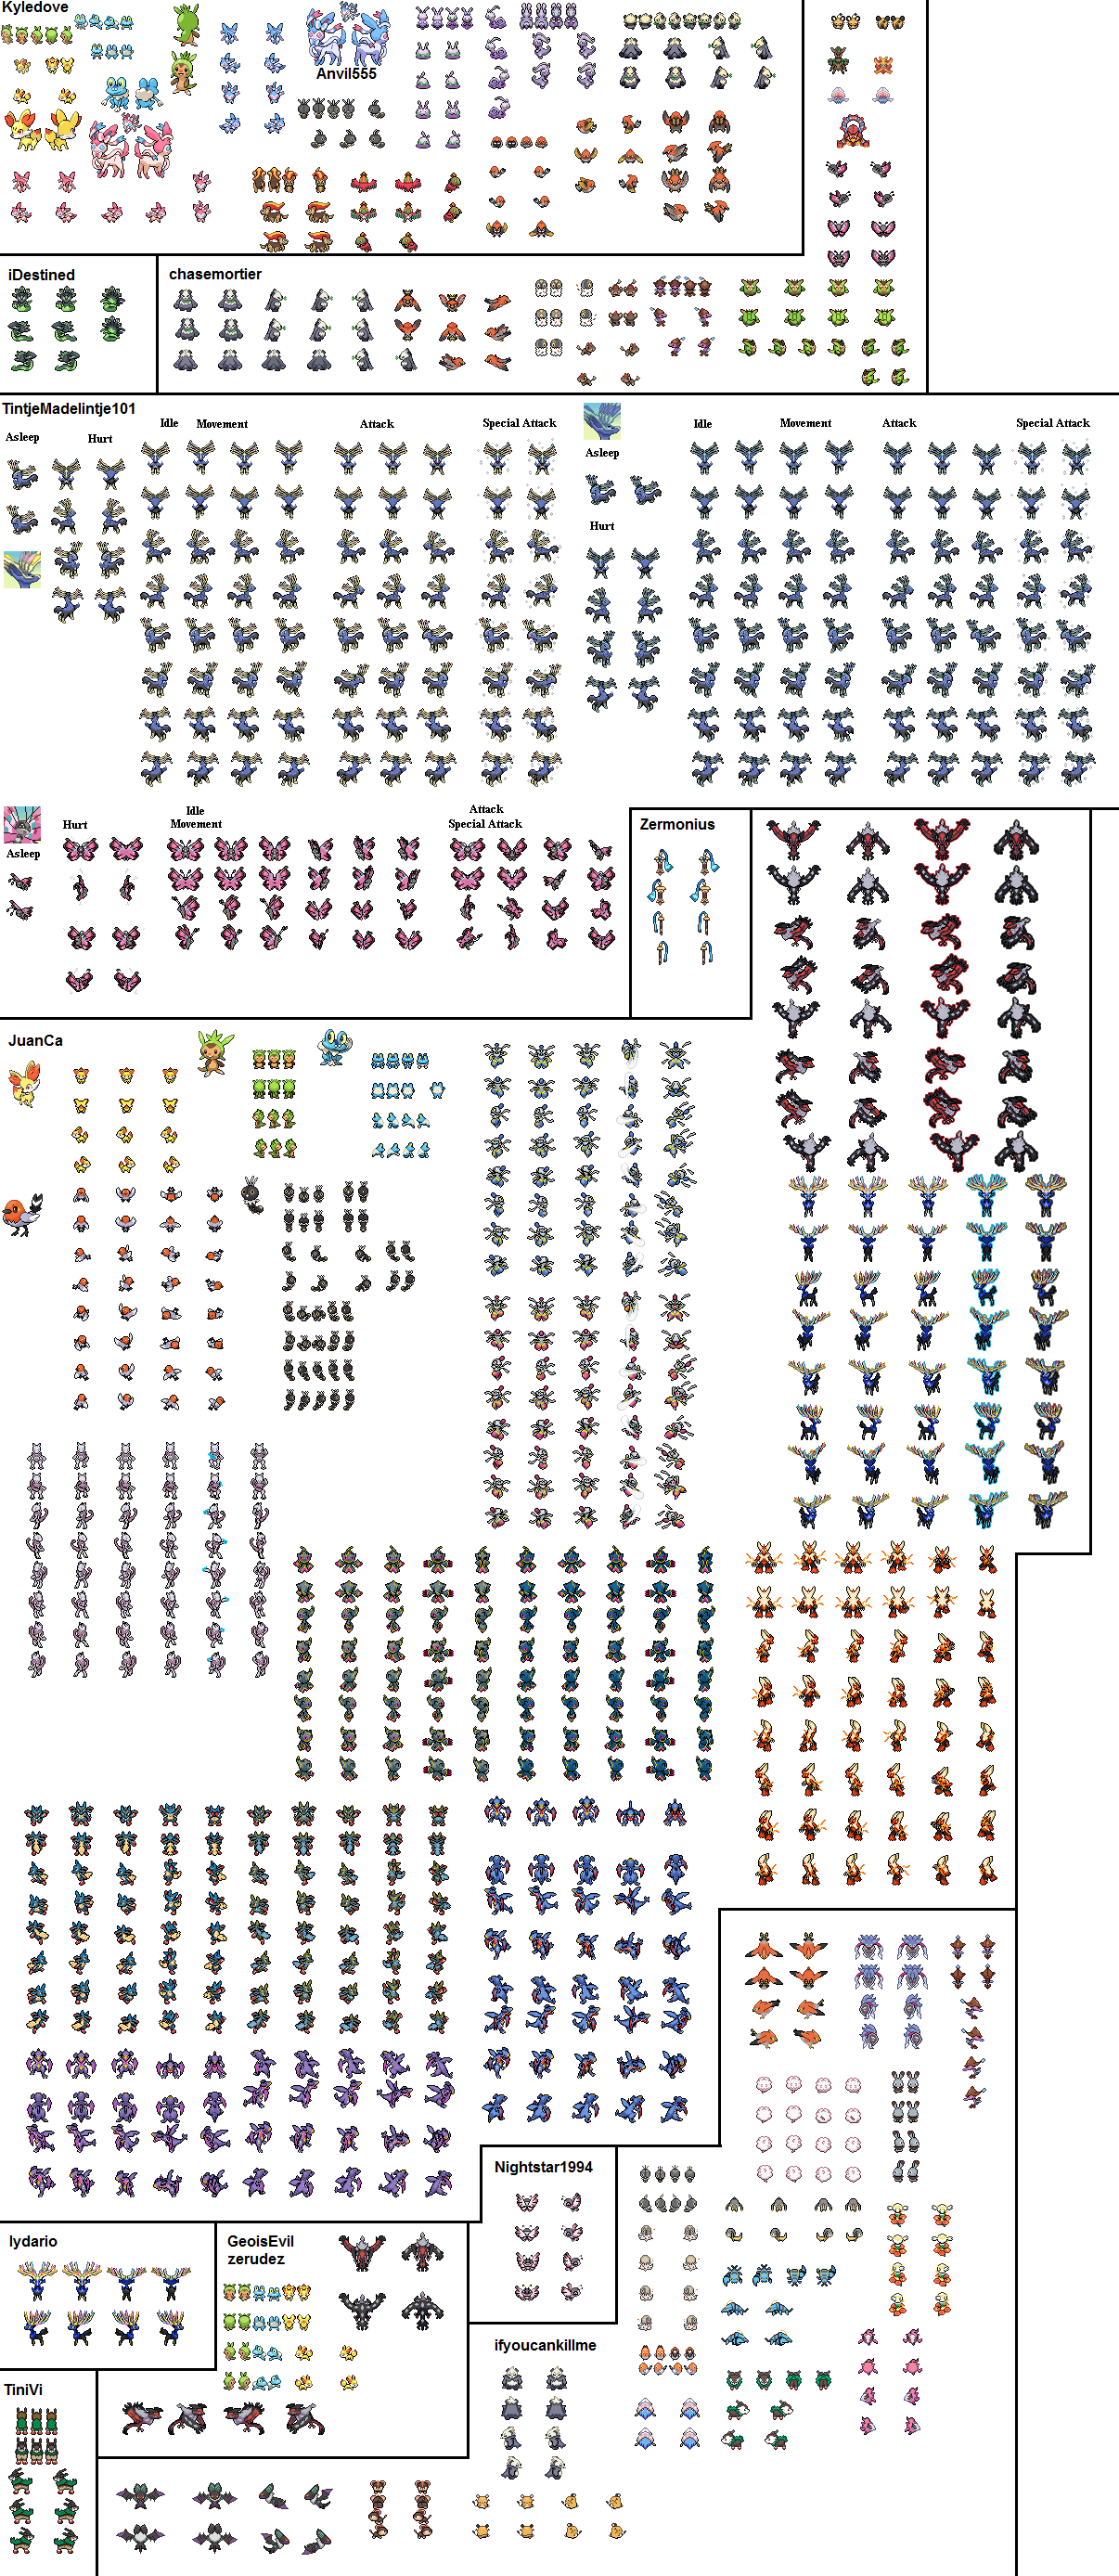 Kyledove
Anvil555
iDestined
chasemortier
TintjeMadelintje101
Asleep
Hurt
Idle
Movement
Attack
Special Attack
Asleep
Hurt
Idle
Movement
Attack
Special Attack
Asleep
Hurt
Idle
Movement
Attack
Special Attack
Zermonius
JuanCa
Nightstar1994
lydario
GeoisEvil
zerudez
ifyoucankillme
TiniVi